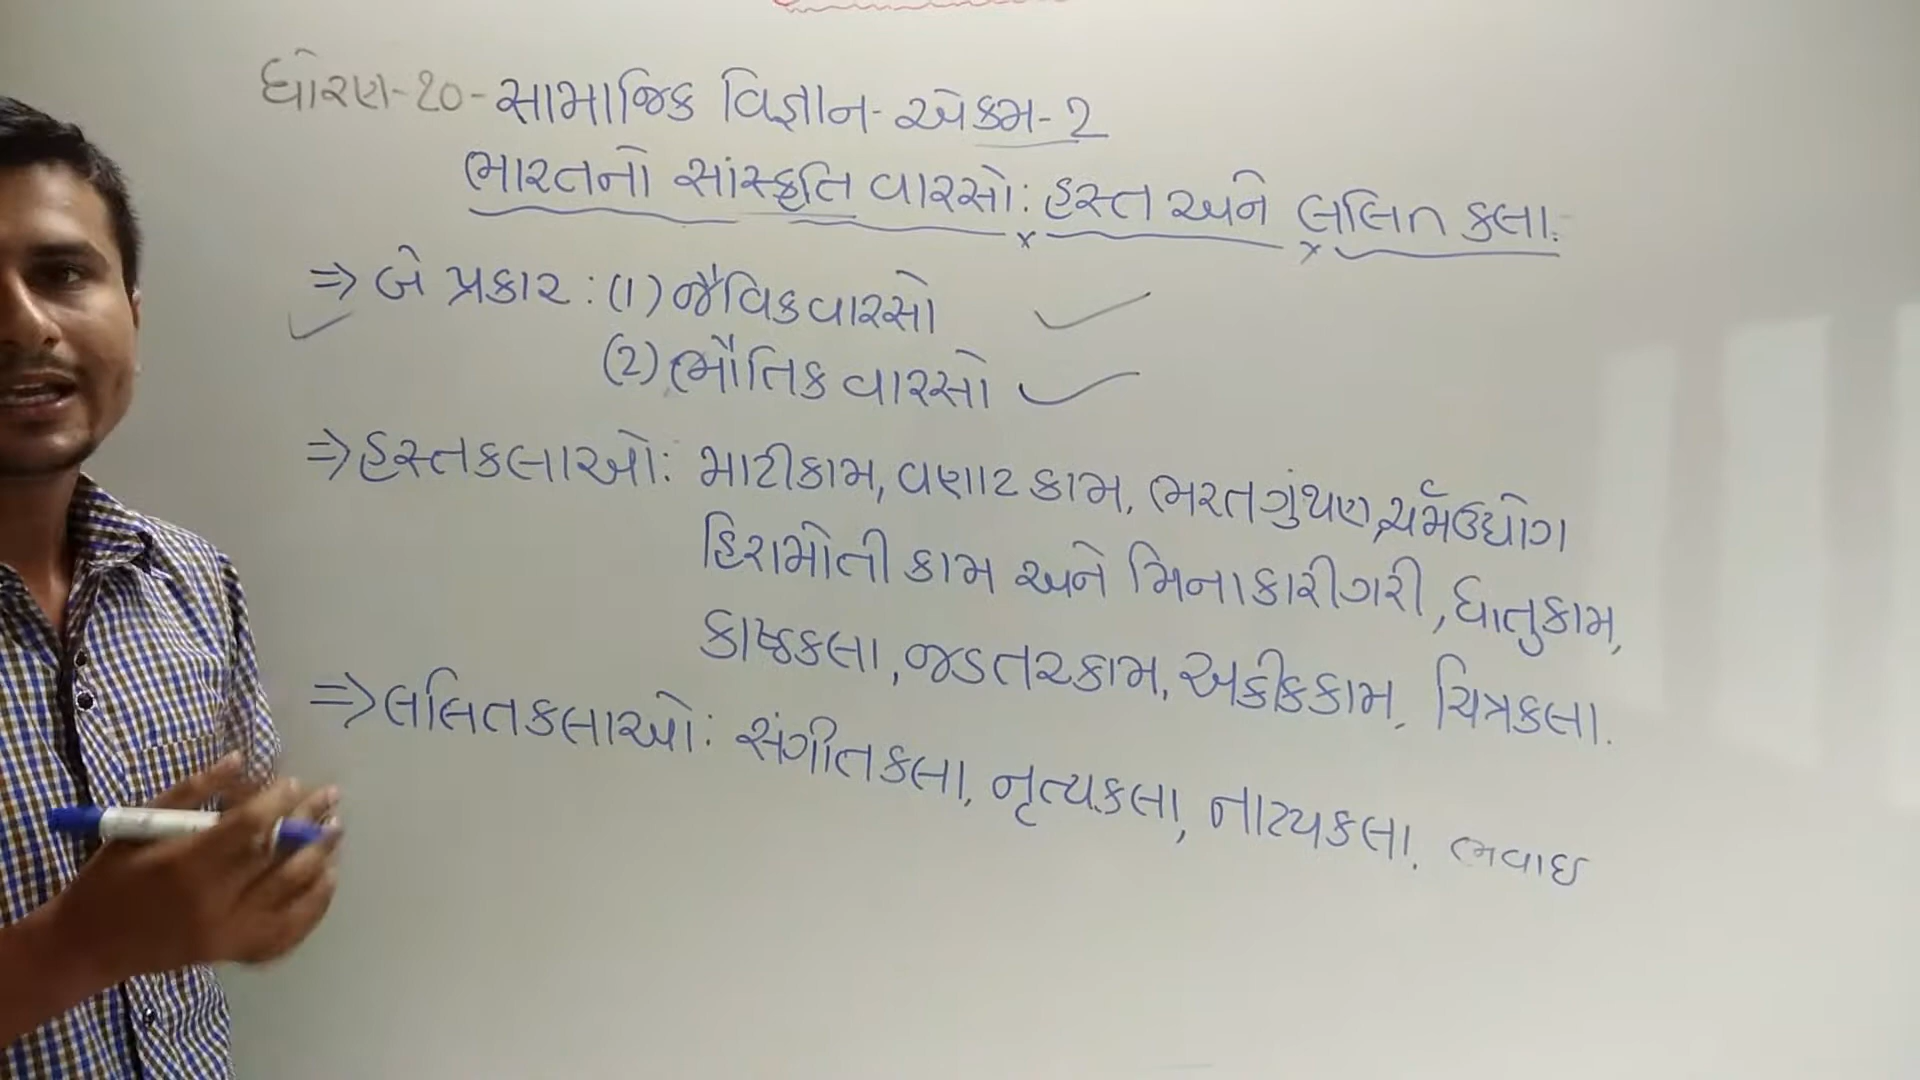 ધોરણ-૧૦-સામાજિક વિજ્ઞાન-એકમ-૨
ભારતનો સાંસ્કૃતિ વારસો: હસ્ત અને લલિત કલા.
⇒ બે પ્રકાર : (1) જૈવિક વારસો
(2) ભૌતિક વારસો
⇒ હસ્તકલાઓ: માટીકામ, વણાટ કામ, ભરતગુંથણ, ચર્મઉદ્યોગ
હિરામોતી કામ અને મિનાકારીગરી, ધાતુકામ,
કાષ્ઠકલા, જડતરકામ, અકીકકામ, ચિત્રકલા.
⇒ લલિતકલાઓ: સંગીતકલા, નૃત્યકલા, નાટ્યકલા. ભવાઇ